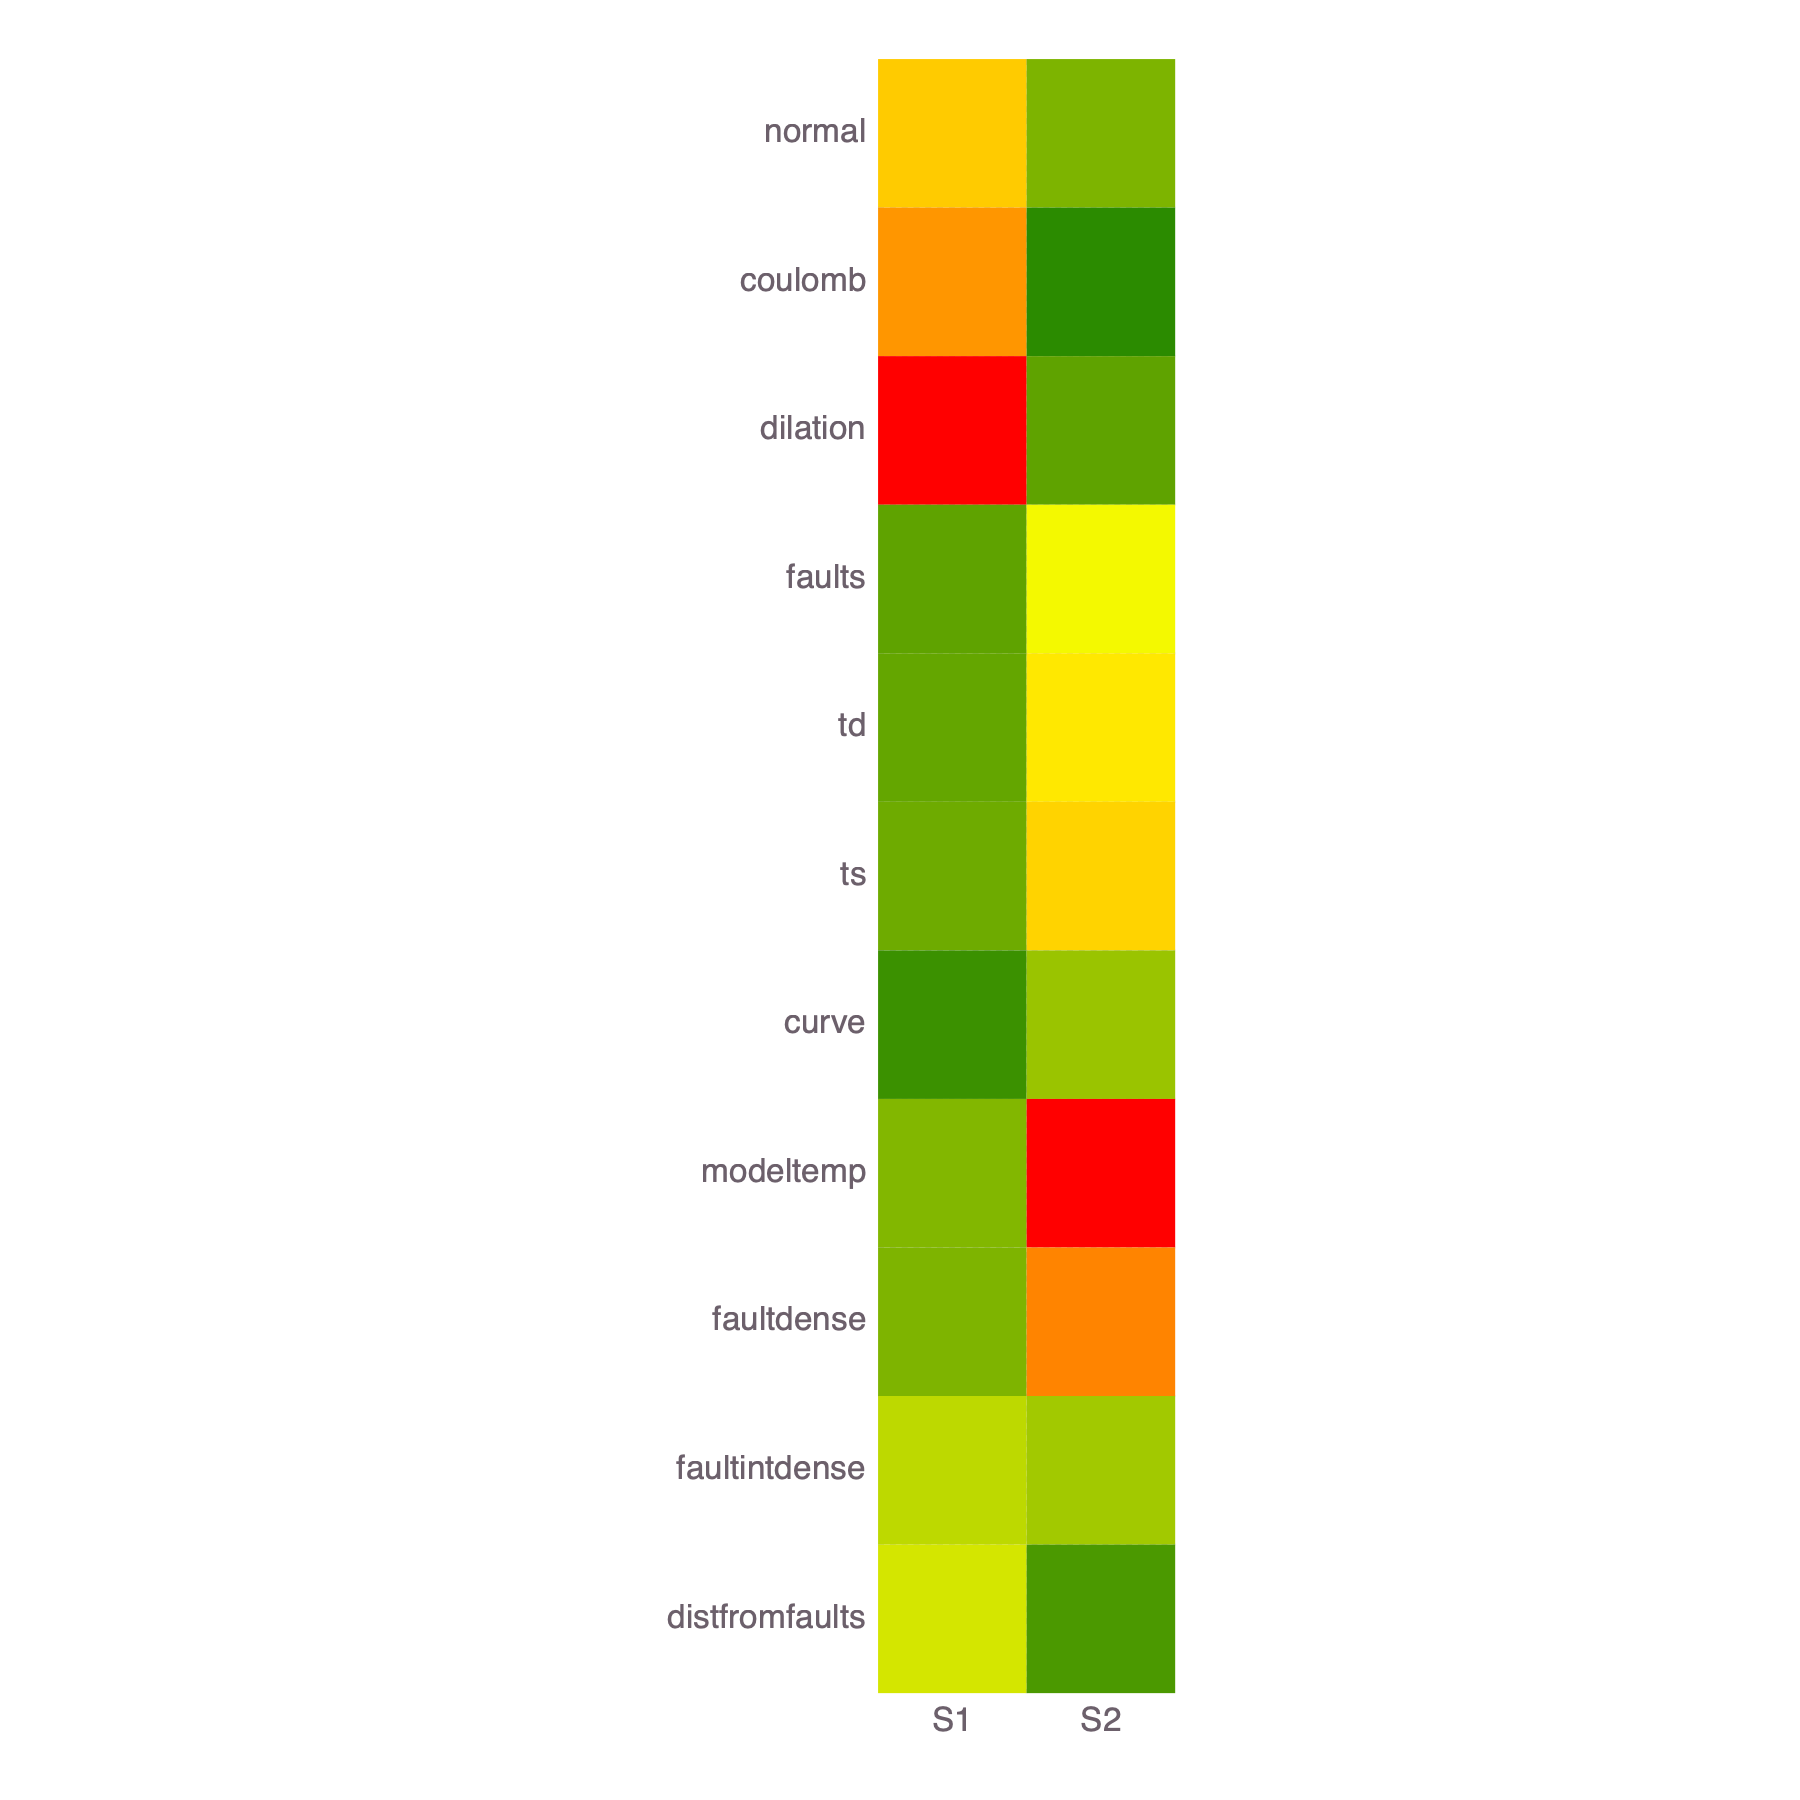 normal
coulomb
dilation
faults
td
ts
curve
modeltemp
faultdense
faultintdense
distfromfaults
S1 S2